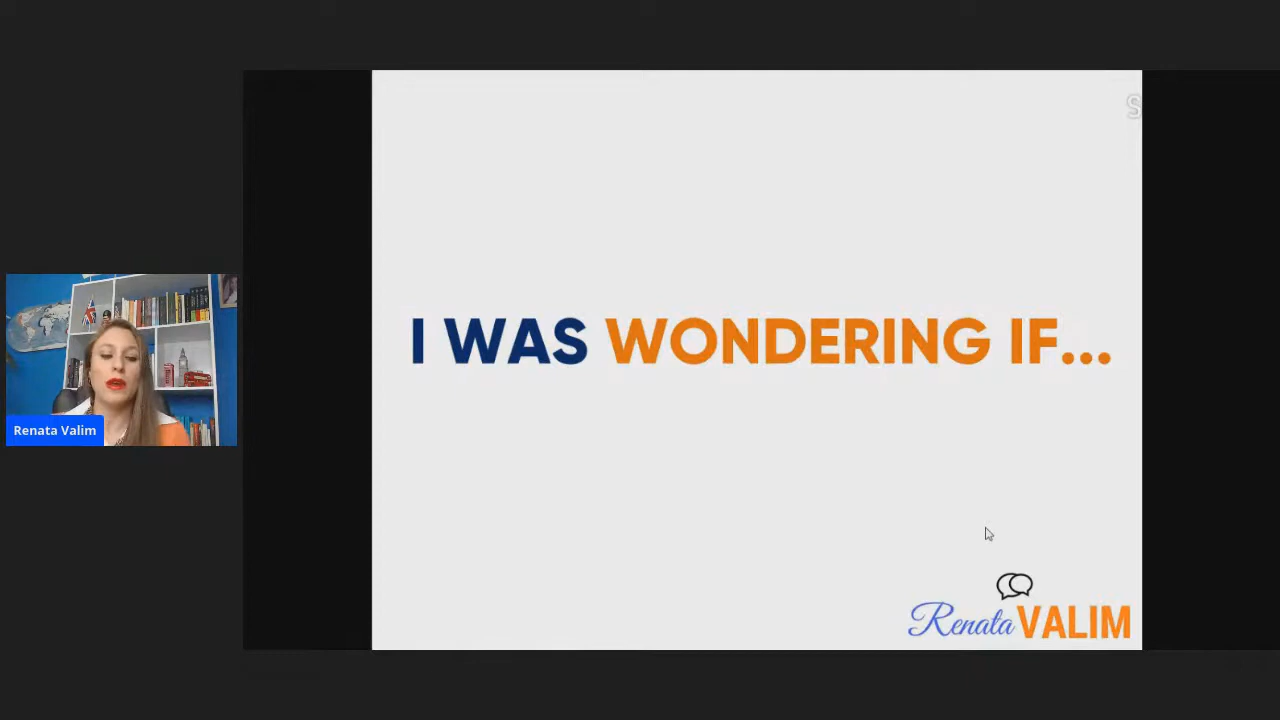 S
I WAS WONDERING IF...
Renata Valim
Renata VALIM